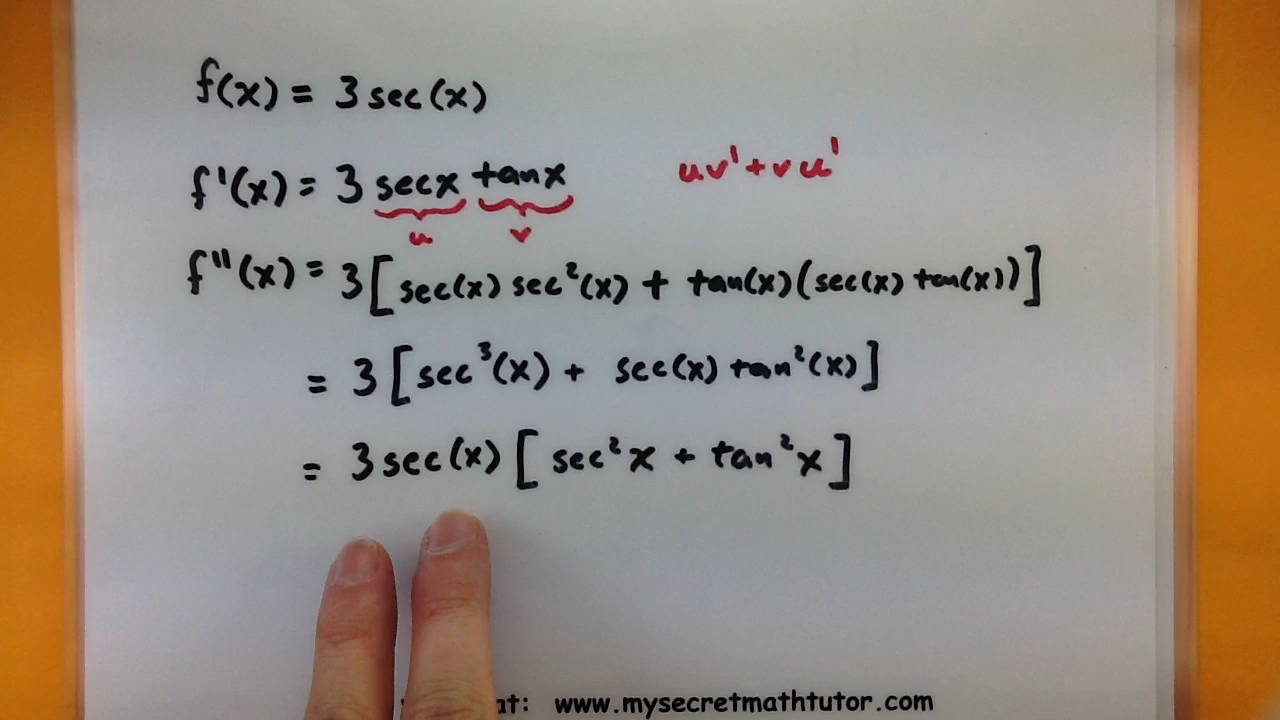 f(x) = 3 sec(x)
f'(x) = 3 secx tanx uv' + vu'
u v
f''(x) = 3[sec(x) sec²(x) + tan(x)(sec(x) tan(x))]
= 3[sec³(x) + sec(x) tan²(x)]
= 3 sec(x) [sec²x + tan²x]
at: www.mysecretmathtutor.com